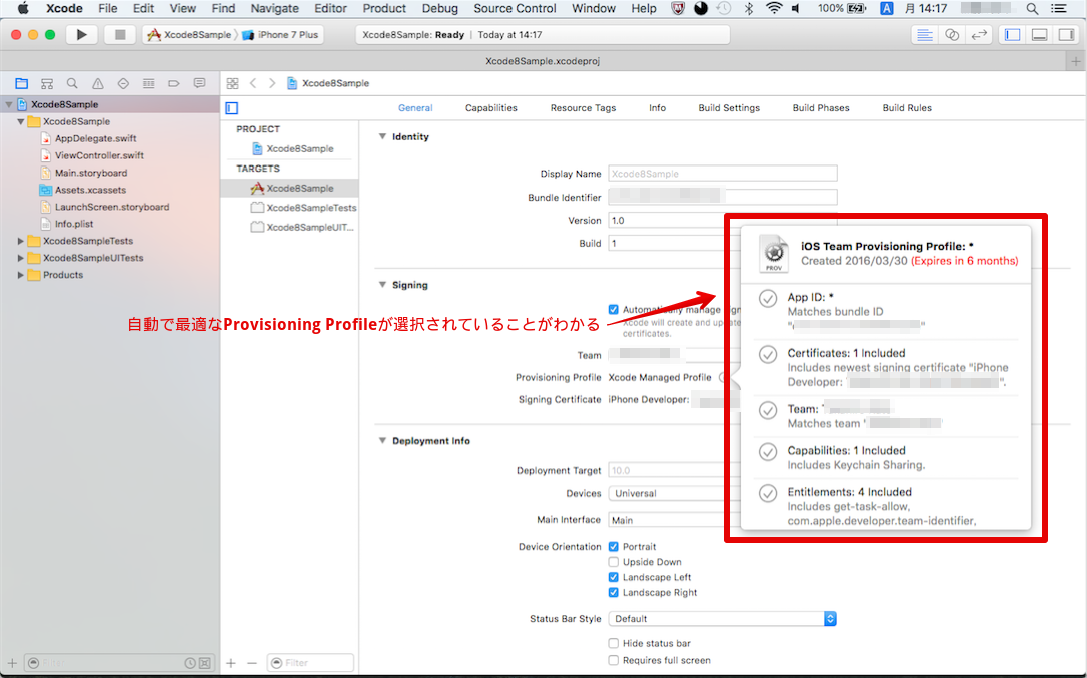 Xcode File Edit View Find Navigate Editor Product Debug Source Control Window Help 100% A 月 14:17
Xcode8Sample iPhone 7 Plus Xcode8Sample: Ready | Today at 14:17
Xcode8Sample.xcodeproj
Xcode8Sample
Xcode8Sample
Xcode8Sample
AppDelegate.swift
ViewController.swift
Main.storyboard
Assets.xcassets
LaunchScreen.storyboard
Info.plist
Xcode8SampleTests
Xcode8SampleUITests
Products
Filter
General Capabilities Resource Tags Info Build Settings Build Phases Build Rules
PROJECT
Xcode8Sample
TARGETS
Xcode8Sample
Xcode8SampleTests
Xcode8SampleUIT...
Filter
Identity
Display Name Xcode8Sample
Bundle Identifier
Version 1.0
Build 1
Signing
Automatically manage sign
Xcode will create and update
certificates.
自動で最適なProvisioning Profileが選択されていることがわかる
Team
Provisioning Profile Xcode Managed Profile
Signing Certificate iPhone Developer:
Deployment Info
Deployment Target 10.0
Devices Universal
Main Interface Main
Device Orientation Portrait
Upside Down
Landscape Left
Landscape Right
Status Bar Style Default
Hide status bar
Requires full screen
PROV
iOS Team Provisioning Profile: *
Created 2016/03/30 (Expires in 6 months)
App ID: *
Matches bundle ID
Certificates: 1 Included
Includes newest signing certificate "iPhone
Developer: ".
Team:
Matches team '
Capabilities: 1 Included
Includes Keychain Sharing.
Entitlements: 4 Included
Includes get-task-allow,
com.apple.developer.team-identifier,